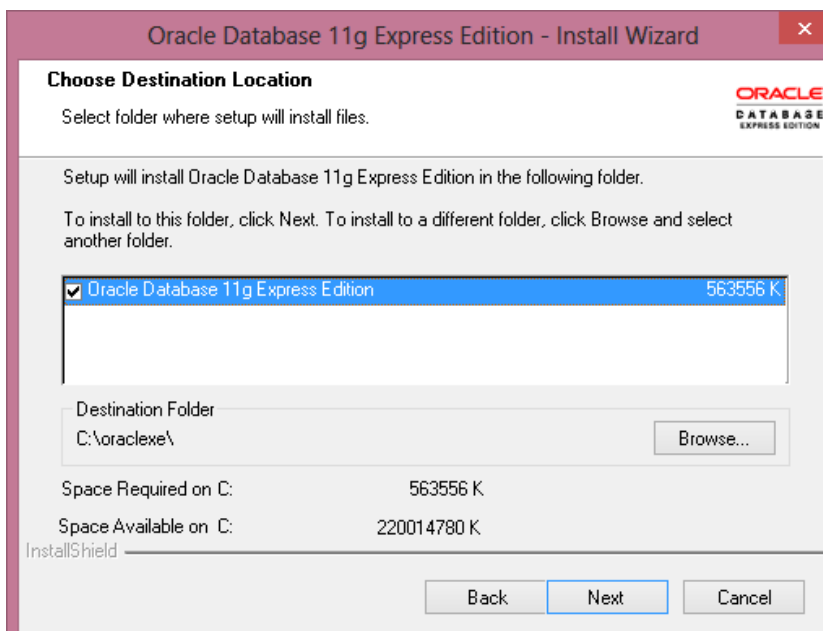 Oracle Database 11g Express Edition - Install Wizard
Choose Destination Location
Select folder where setup will install files.
ORACLE
DATABASE
EXPRESS EDITION
Setup will install Oracle Database 11g Express Edition in the following folder.
To install to this folder, click Next. To install to a different folder, click Browse and select
another folder.
Oracle Database 11g Express Edition 563556 K
Destination Folder
C:\oraclexe\
Browse...
Space Required on C: 563556 K
Space Available on C: 220014780 K
InstallShield
Back Next Cancel